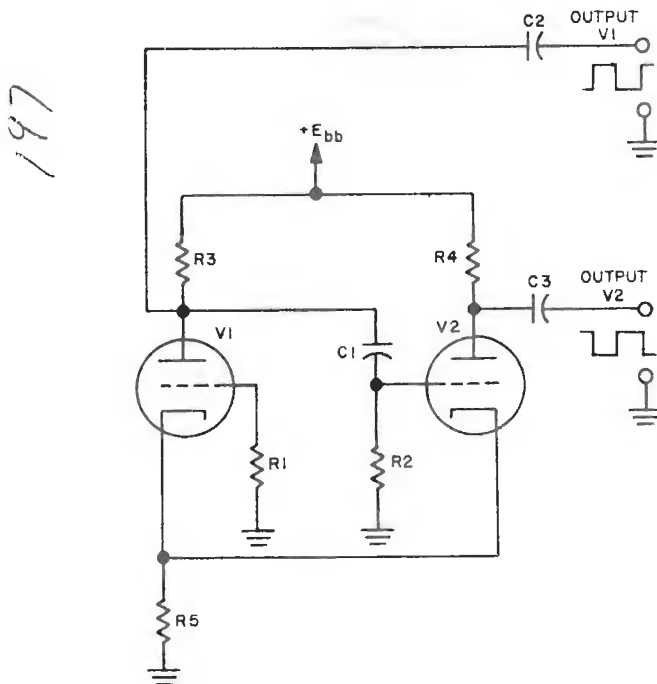 C2
OUTPUT
V1
197
+Ebb
R3
R4
C3
OUTPUT
V2
V1
C1
V2
R1
R2
R5